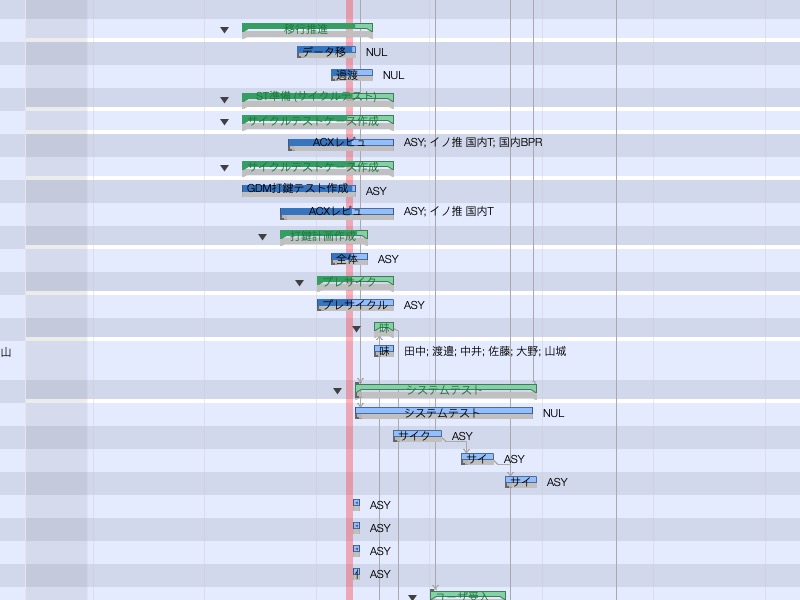 移行推進
データ移 NUL
過渡 NUL
ST準備 (サイクルテスト)
サイクルテストケース作成
ACXレビュ ASY; イノ推 国内T; 国内BPR
サイクルテストケース作成
GDM打鍵テスト作成 ASY
ACXレビュ ASY; イノ推 国内T
打鍵計画作成
全体 ASY
プレサイク
プレサイクル ASY
味
山 味 田中; 渡邉; 中井; 佐藤; 大野; 山城
システムテスト
システムテスト NUL
サイク ASY
サイ ASY
サイ ASY
ASY
ASY
ASY
ASY
ユーザ受入